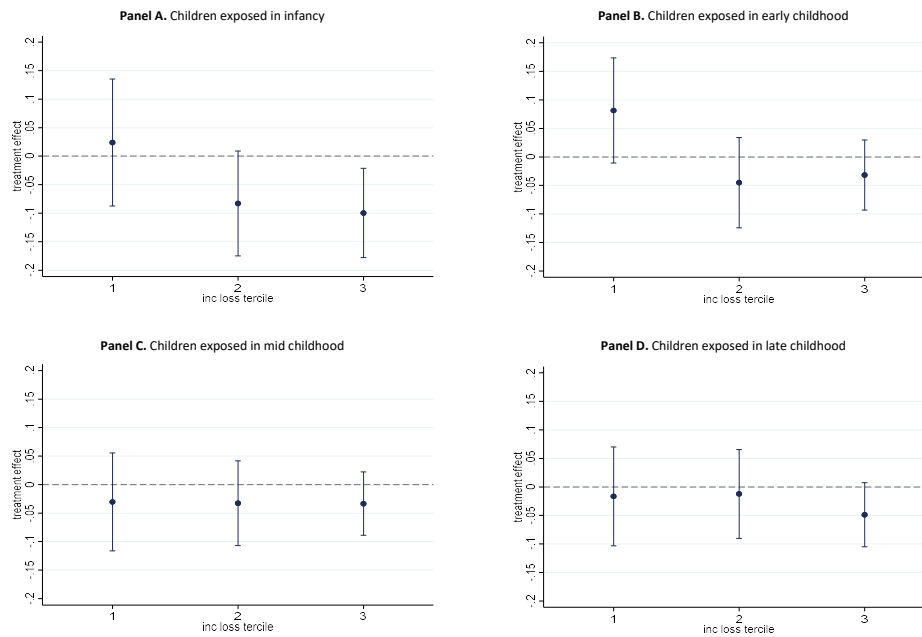 Panel A. Children exposed in infancy
treatment effect
.2
.15
.1
.05
0
-.05
-.1
-.15
-.2
1 2 3
inc loss tercile
Panel B. Children exposed in early childhood
treatment effect
.2
.15
.1
.05
0
-.05
-.1
-.15
-.2
1 2 3
inc loss tercile
Panel C. Children exposed in mid childhood
treatment effect
.2
.15
.1
.05
0
-.05
-.1
-.15
-.2
1 2 3
inc loss tercile
Panel D. Children exposed in late childhood
treatment effect
.2
.15
.1
.05
0
-.05
-.1
-.15
-.2
1 2 3
inc loss tercile